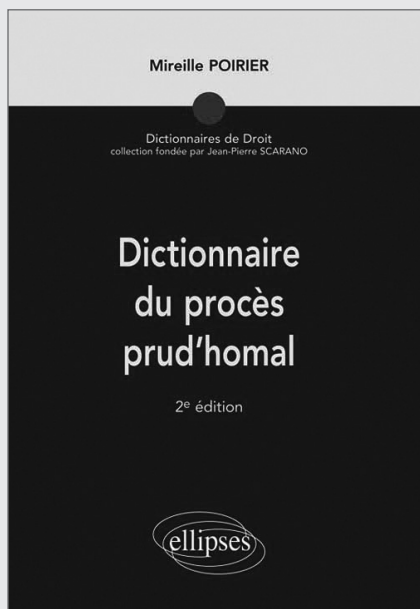 Mireille POIRIER
Dictionnaires de Droit
collection fondée par Jean-Pierre SCARANO
Dictionnaire
du procès
prud'homal
2e édition
ellipses